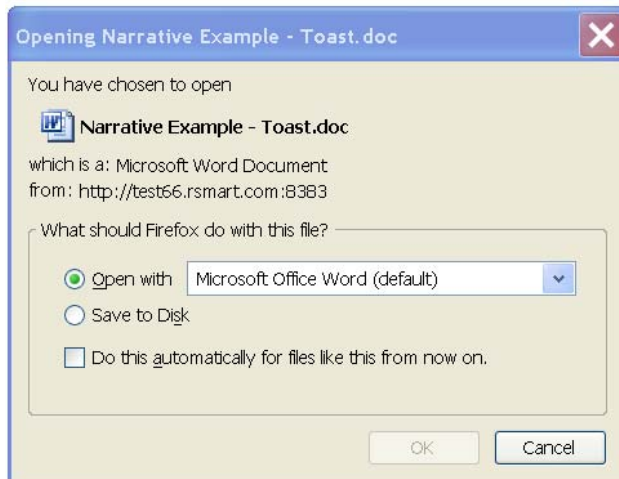 Opening Narrative Example - Toast.doc
You have chosen to open
Narrative Example - Toast.doc
which is a: Microsoft Word Document
from: http://test66.rsmart.com:8383
What should Firefox do with this file?
Open with Microsoft Office Word (default)
Save to Disk
Do this automatically for files like this from now on.
OK Cancel